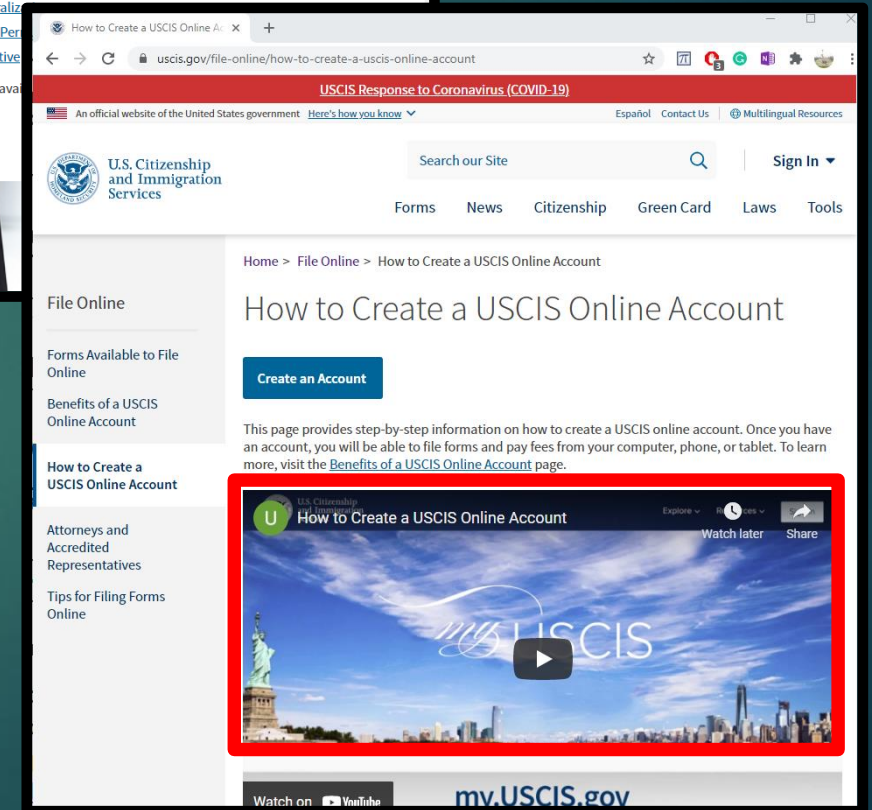 How to Create a USCIS Online Ac
uscis.gov/file-online/how-to-create-a-uscis-online-account
3
USCIS Response to Coronavirus (COVID-19)
An official website of the United States government Here's how you know
Español Contact Us Multilingual Resources
U.S. Citizenship
and Immigration
Services
Search our Site
Sign In
Forms News Citizenship Green Card Laws Tools
Home > File Online > How to Create a USCIS Online Account
File Online
Forms Available to File
Online
Benefits of a USCIS
Online Account
How to Create a
USCIS Online Account
Attorneys and
Accredited
Representatives
Tips for Filing Forms
Online
How to Create a USCIS Online Account
Create an Account
This page provides step-by-step information on how to create a USCIS online account. Once you have
an account, you will be able to file forms and pay fees from your computer, phone, or tablet. To learn
more, visit the Benefits of a USCIS Online Account page.
U.S. Citizenship
and Immigration
U How to Create a USCIS Online Account
Explore
Watch later Share
my USCIS
Watch on YouTube
my.USCIS.gov